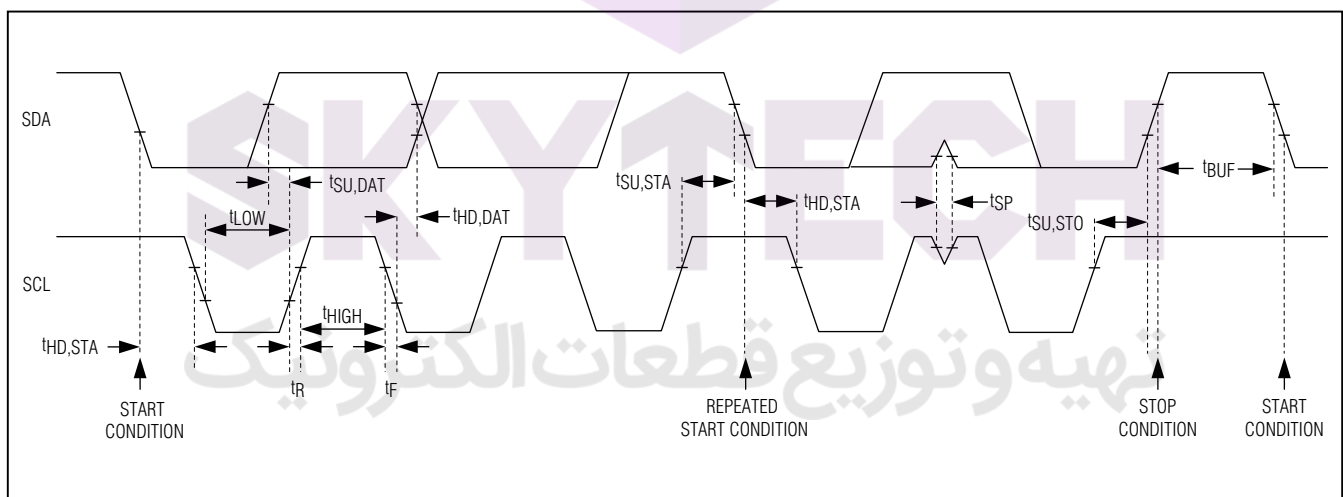 SKYTECH
SDA
tSU,DAT
tSU,STA
tBUF
tLOW
tHD,DAT
tHD,STA
tSP
tSU,STO
SCL
tHIGH
tHD,STA
تهیه و توزیع قطعات الکترونیک
tR
tF
START
CONDITION
REPEATED
START CONDITION
STOP
CONDITION
START
CONDITION